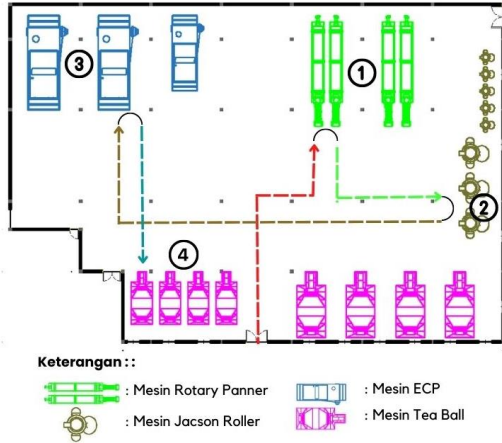 1
3
2
4
Keterangan::
: Mesin Rotary Panner
: Mesin ECP
: Mesin Jacson Roller
: Mesin Tea Ball